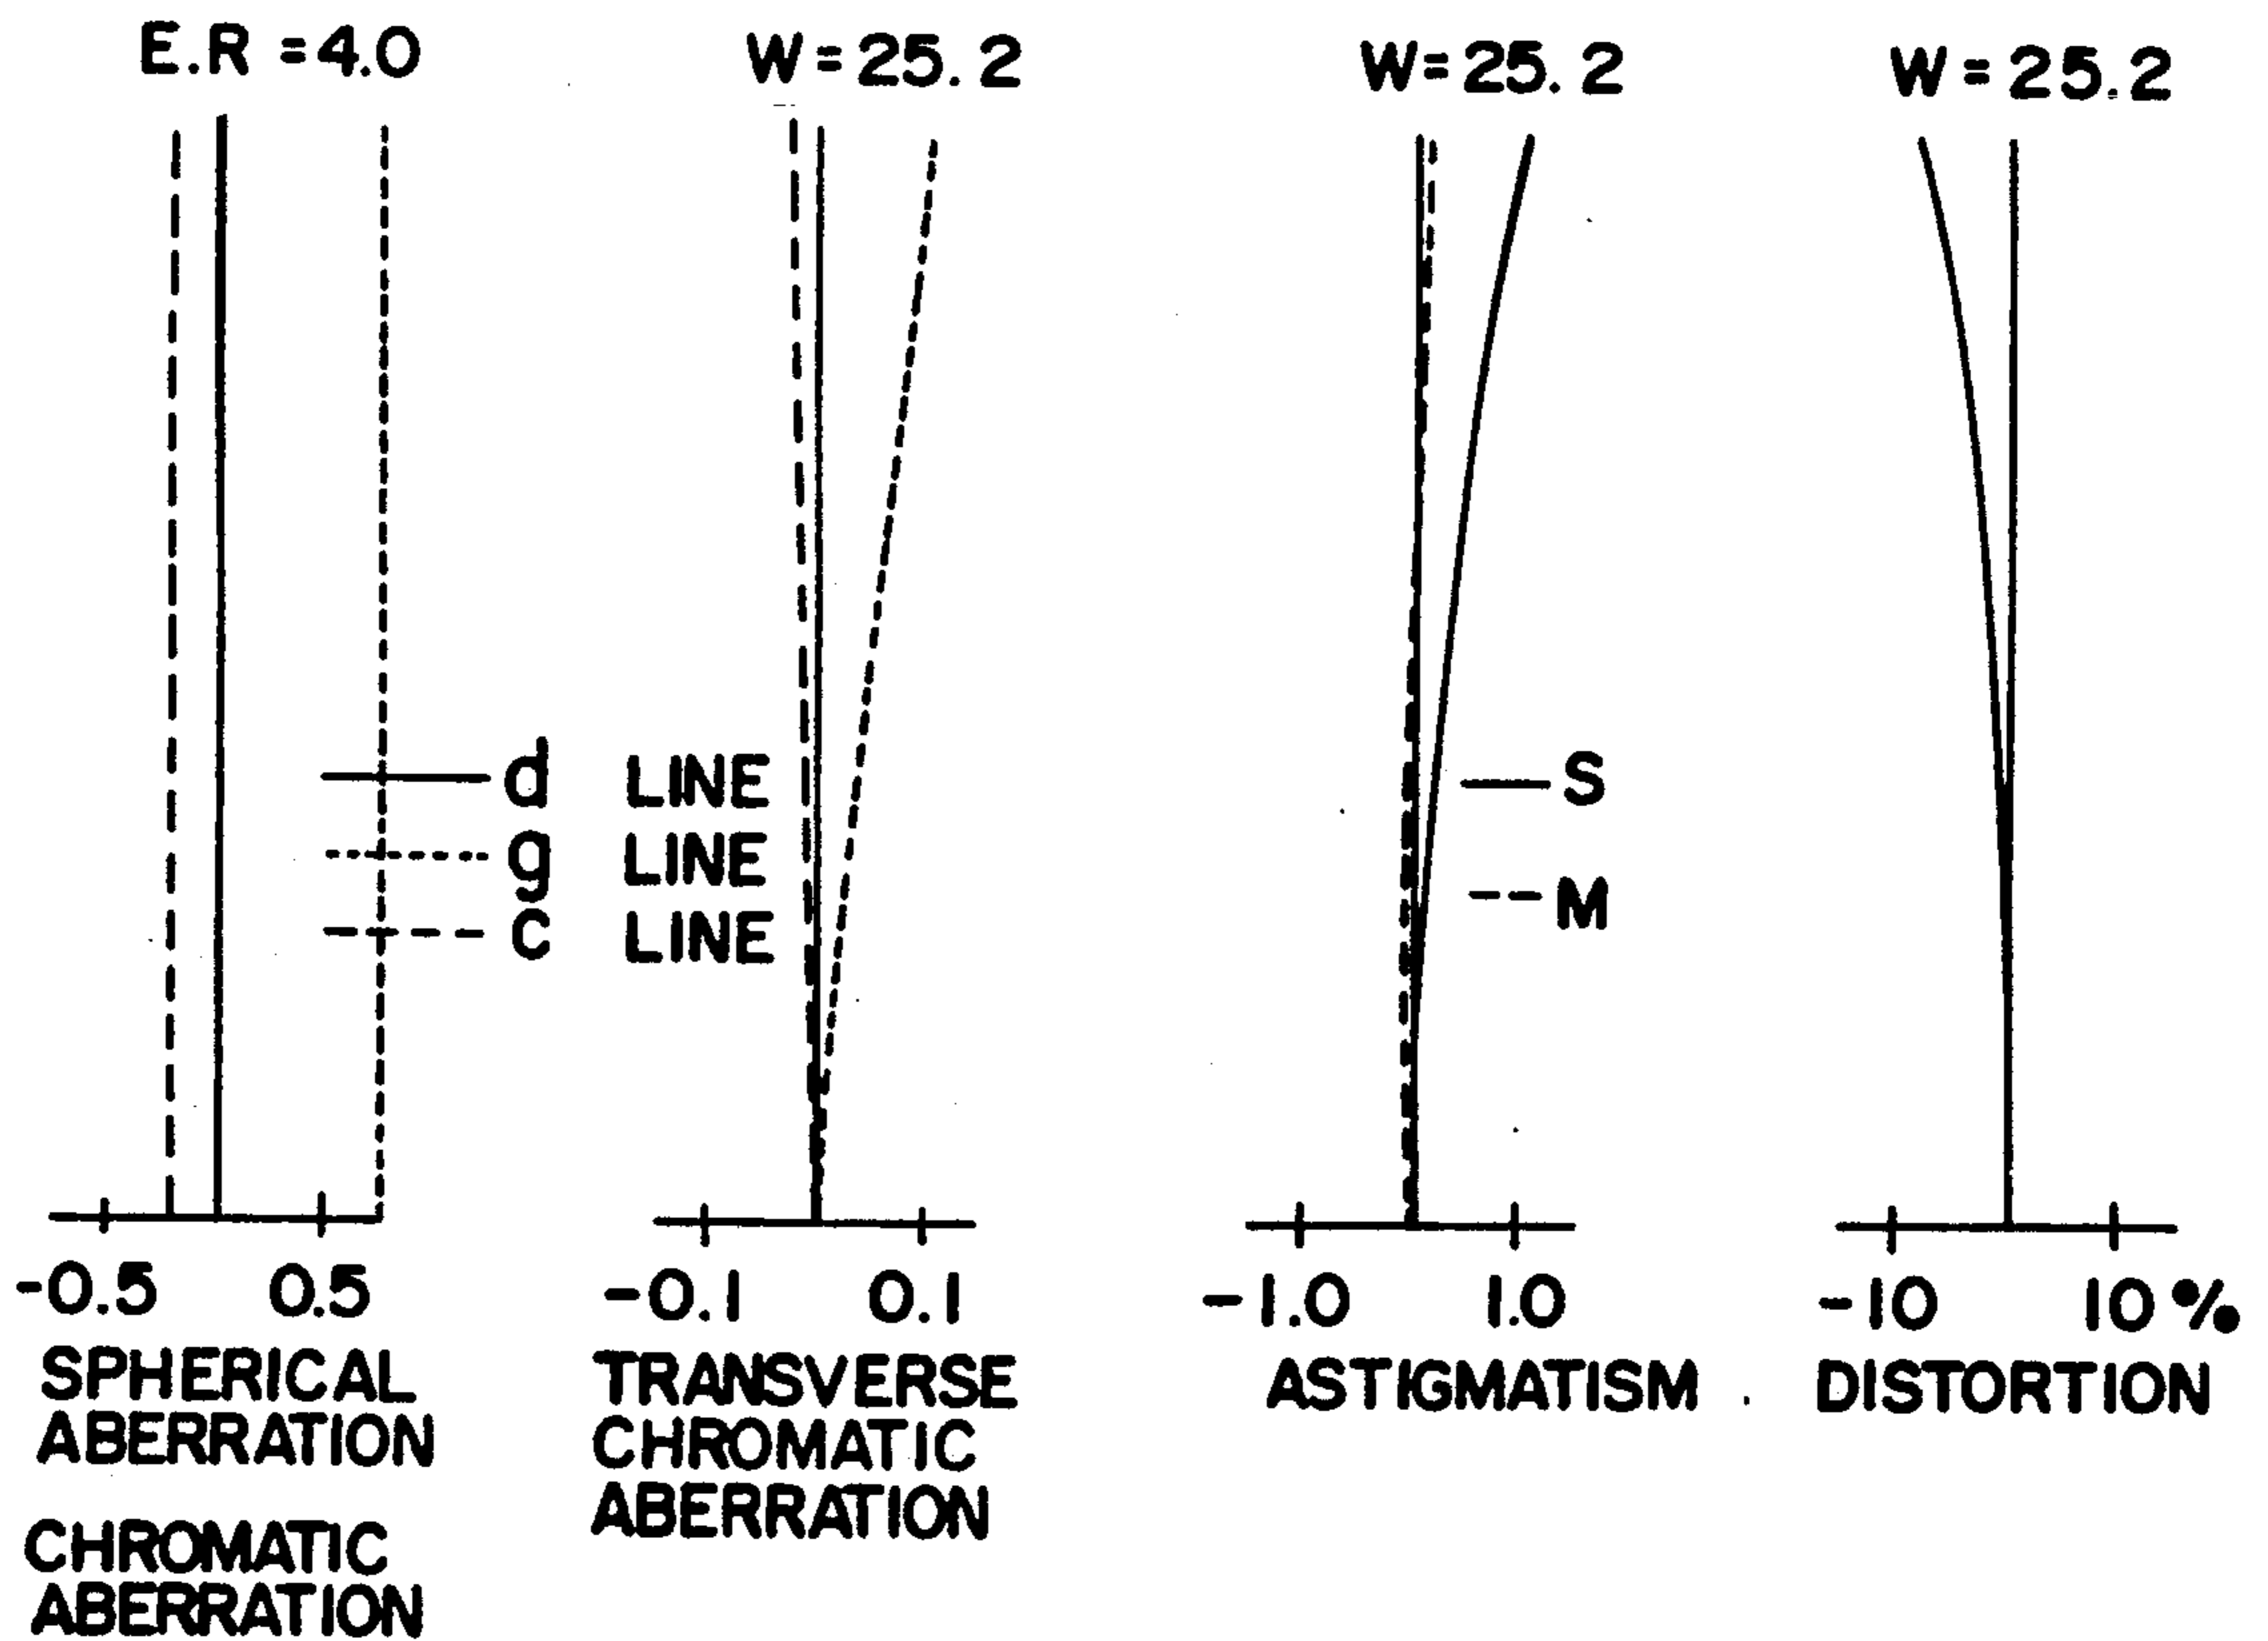 E.R =4.0
W=25.2
W=25.2
W=25.2
d LINE
g LINE
c LINE
S
M
-0.5 0.5
-0.1 0.1
-1.0 1.0
-10 10%
SPHERICAL
ABERRATION
CHROMATIC
ABERRATION
TRANSVERSE
CHROMATIC
ABERRATION
ASTIGMATISM
DISTORTION